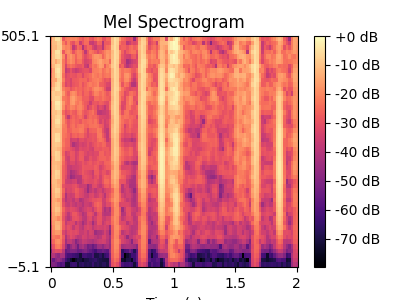 Mel Spectrogram
505.1
−5.1
0
0.5
1
1.5
2
+0 dB
-10 dB
-20 dB
-30 dB
-40 dB
-50 dB
-60 dB
-70 dB